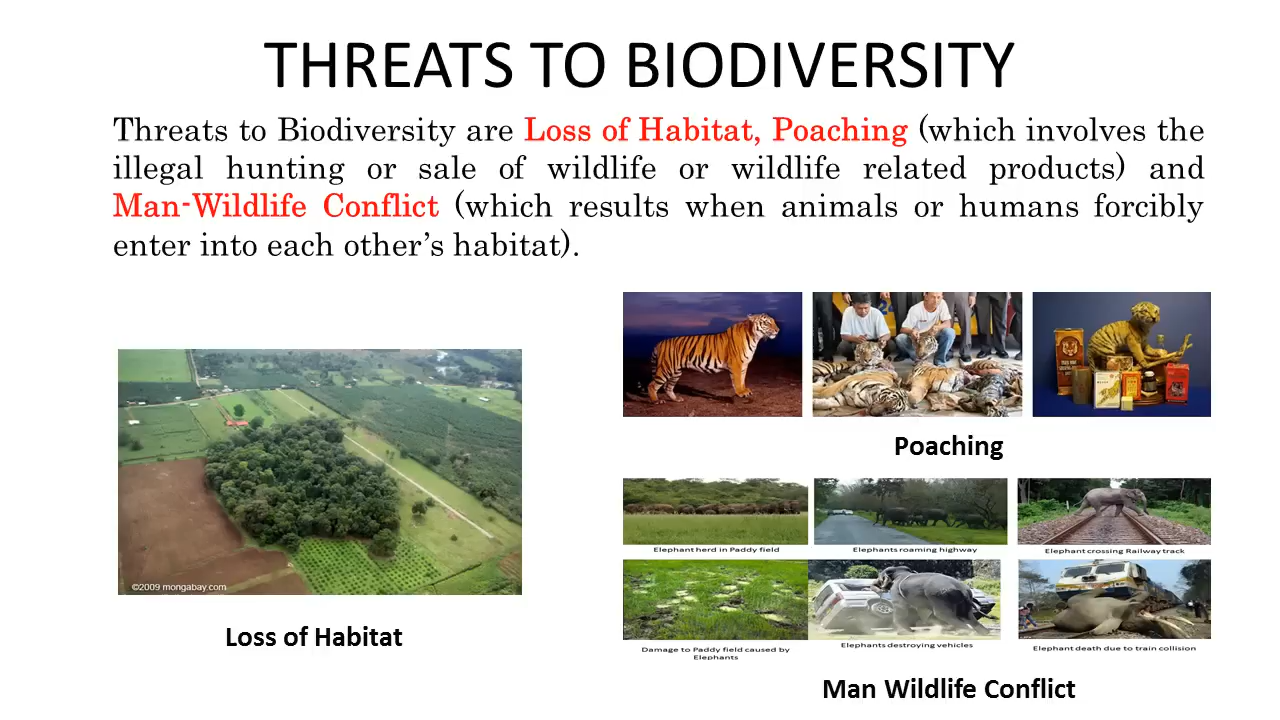 THREATS TO BIODIVERSITY
Threats to Biodiversity are Loss of Habitat, Poaching (which involves the
illegal hunting or sale of wildlife or wildlife related products) and
Man-Wildlife Conflict (which results when animals or humans forcibly
enter into each other’s habitat).
©2009 mongabay.com
Loss of Habitat
Poaching
Elephant herd in Paddy field
Elephants roaming highway
Elephant crossing Railway track
Damage to Paddy field caused by
Elephants
Elephants destroying vehicles
Elephant death due to train collision
Man Wildlife Conflict